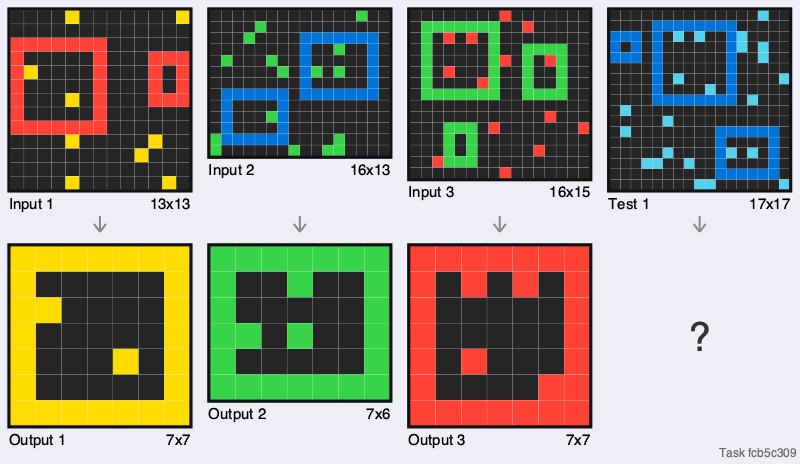 Input 1 13x13
Input 2 16x13
Input 3 16x15
Test 1 17x17
?
Output 1 7x7
Output 2 7x6
Output 3 7x7
Task fcb5c309